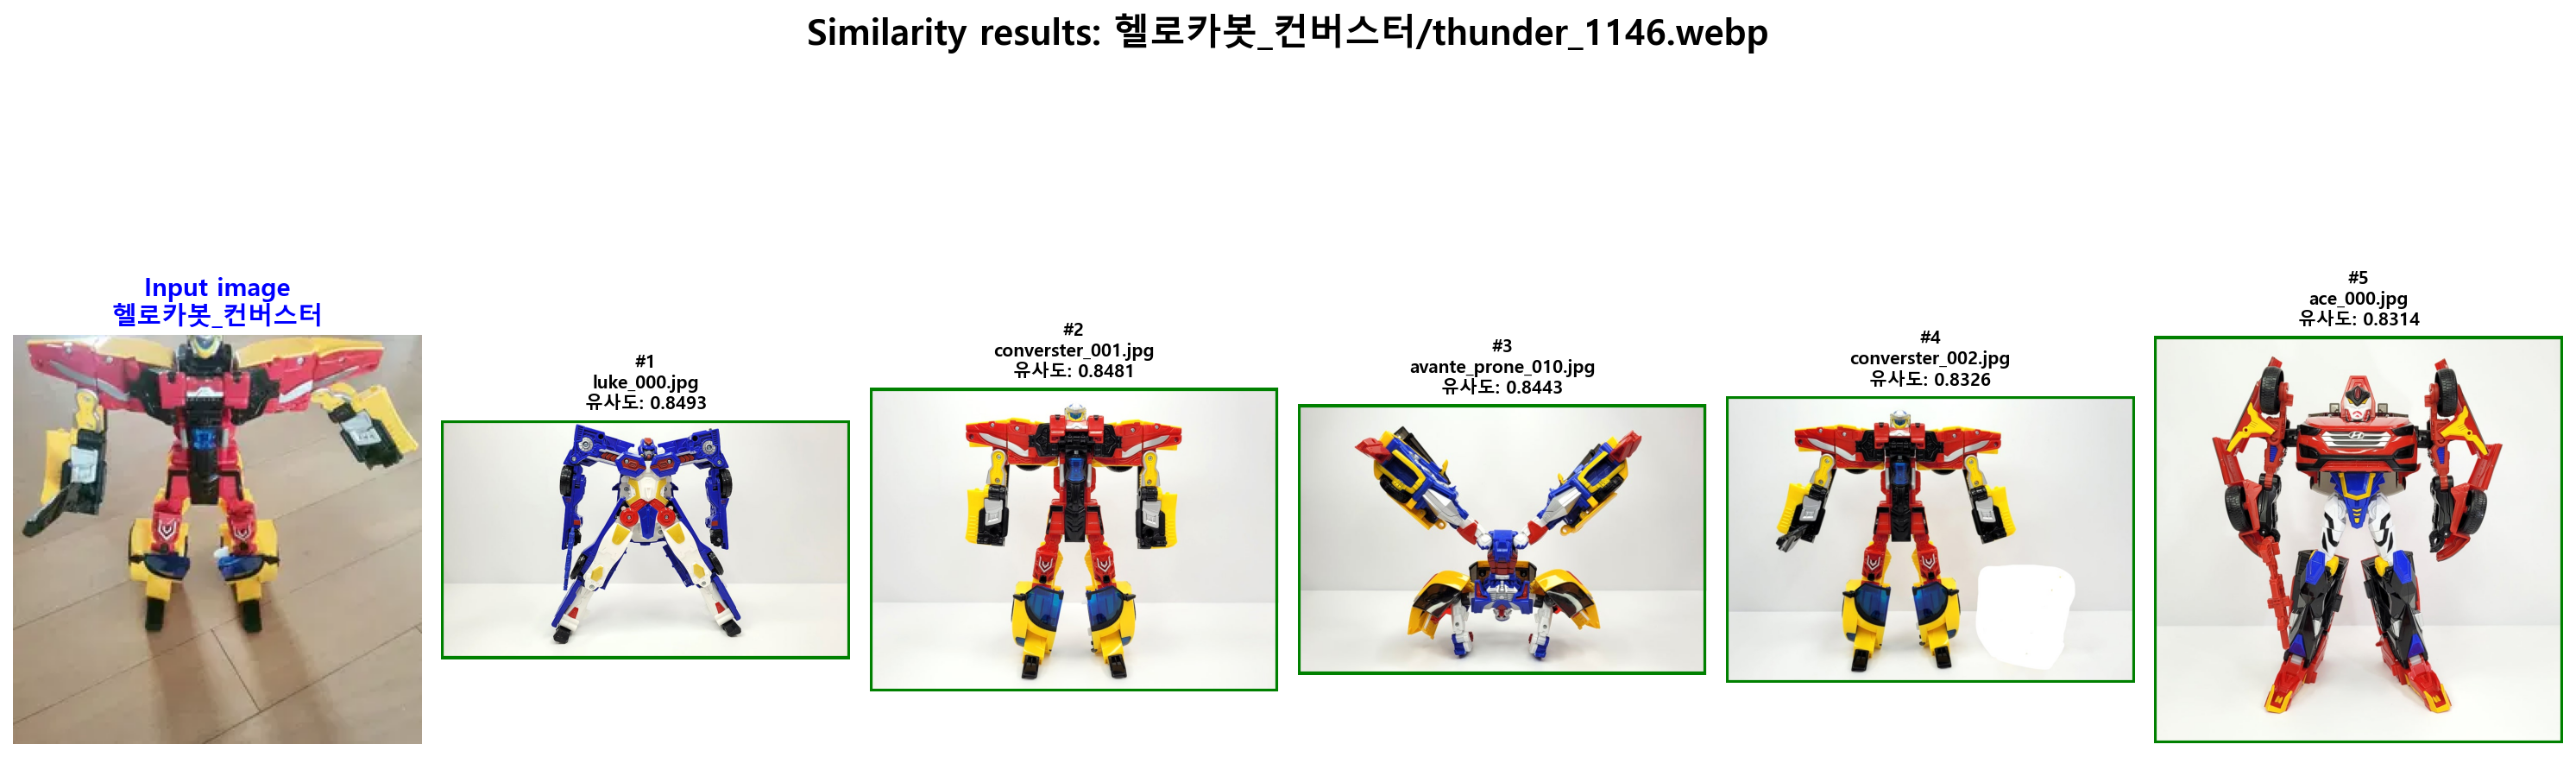 Similarity results: 헬로카봇_컨버스터/thunder_1146.webp
Input image
헬로카봇_컨버스터
#1
luke_000.jpg
유사도: 0.8493
#2
converster_001.jpg
유사도: 0.8481
#3
avante_prone_010.jpg
유사도: 0.8443
#4
converster_002.jpg
유사도: 0.8326
#5
ace_000.jpg
유사도: 0.8314